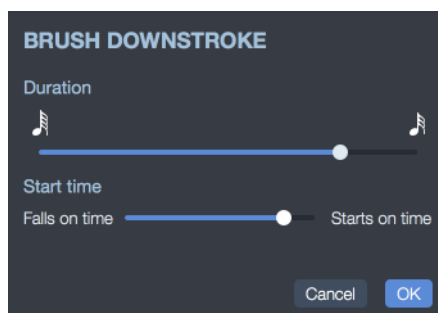 BRUSH DOWNSTROKE
Duration
Start time
Falls on time Starts on time
Cancel OK